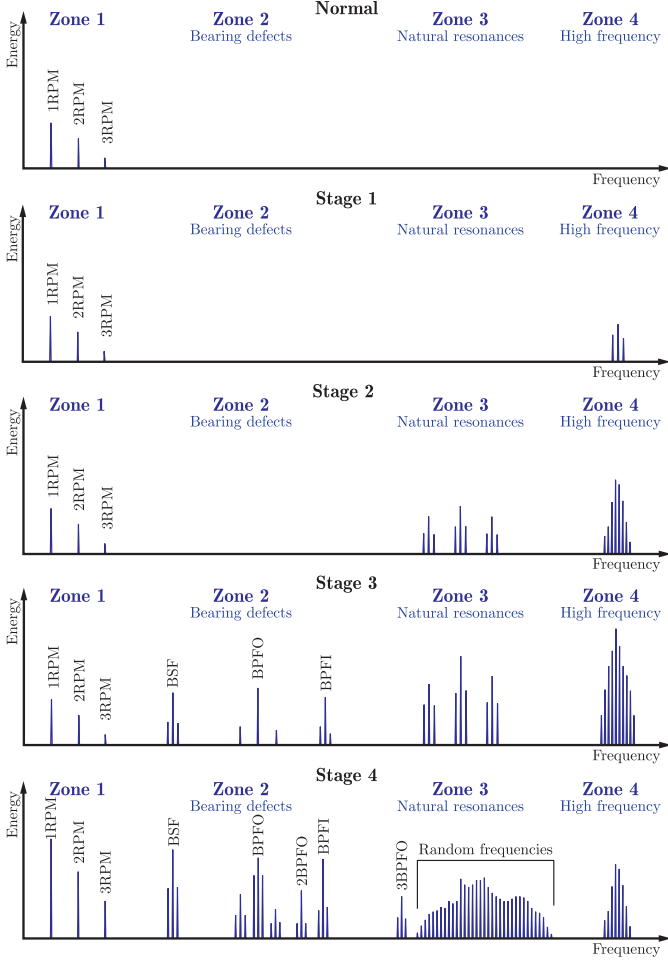 Normal
Zone 1 Zone 2 Zone 3 Zone 4
Bearing defects Natural resonances High frequency
Energy
1RPM
2RPM
3RPM
Frequency
Stage 1
Zone 1 Zone 2 Zone 3 Zone 4
Bearing defects Natural resonances High frequency
Energy
1RPM
2RPM
3RPM
Frequency
Stage 2
Zone 1 Zone 2 Zone 3 Zone 4
Bearing defects Natural resonances High frequency
Energy
1RPM
2RPM
3RPM
Frequency
Stage 3
Zone 1 Zone 2 Zone 3 Zone 4
Bearing defects Natural resonances High frequency
Energy
1RPM
2RPM
3RPM
BSF
BPFO
BPFI
Frequency
Stage 4
Zone 1 Zone 2 Zone 3 Zone 4
Bearing defects Natural resonances High frequency
Energy
1RPM
2RPM
3RPM
BSF
BPFO
2BPFO
BPFI
3BPFO
Random frequencies
Frequency